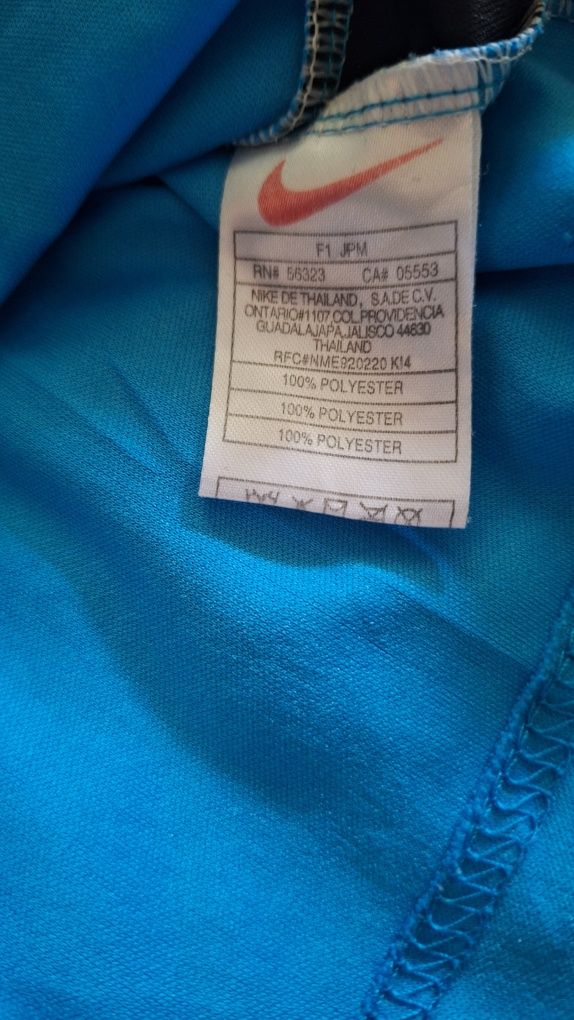 F1 JPM
RN# 56323 CA# 05553
NIKE DE THAILAND, S.A.DE C.V.
ONTARIO#1107 COL.PROVIDENCIA
GUADALAJAPA,JALISCO 44630
THAILAND
RFC#NME920220 KI4
100% POLYESTER
100% POLYESTER
100% POLYESTER